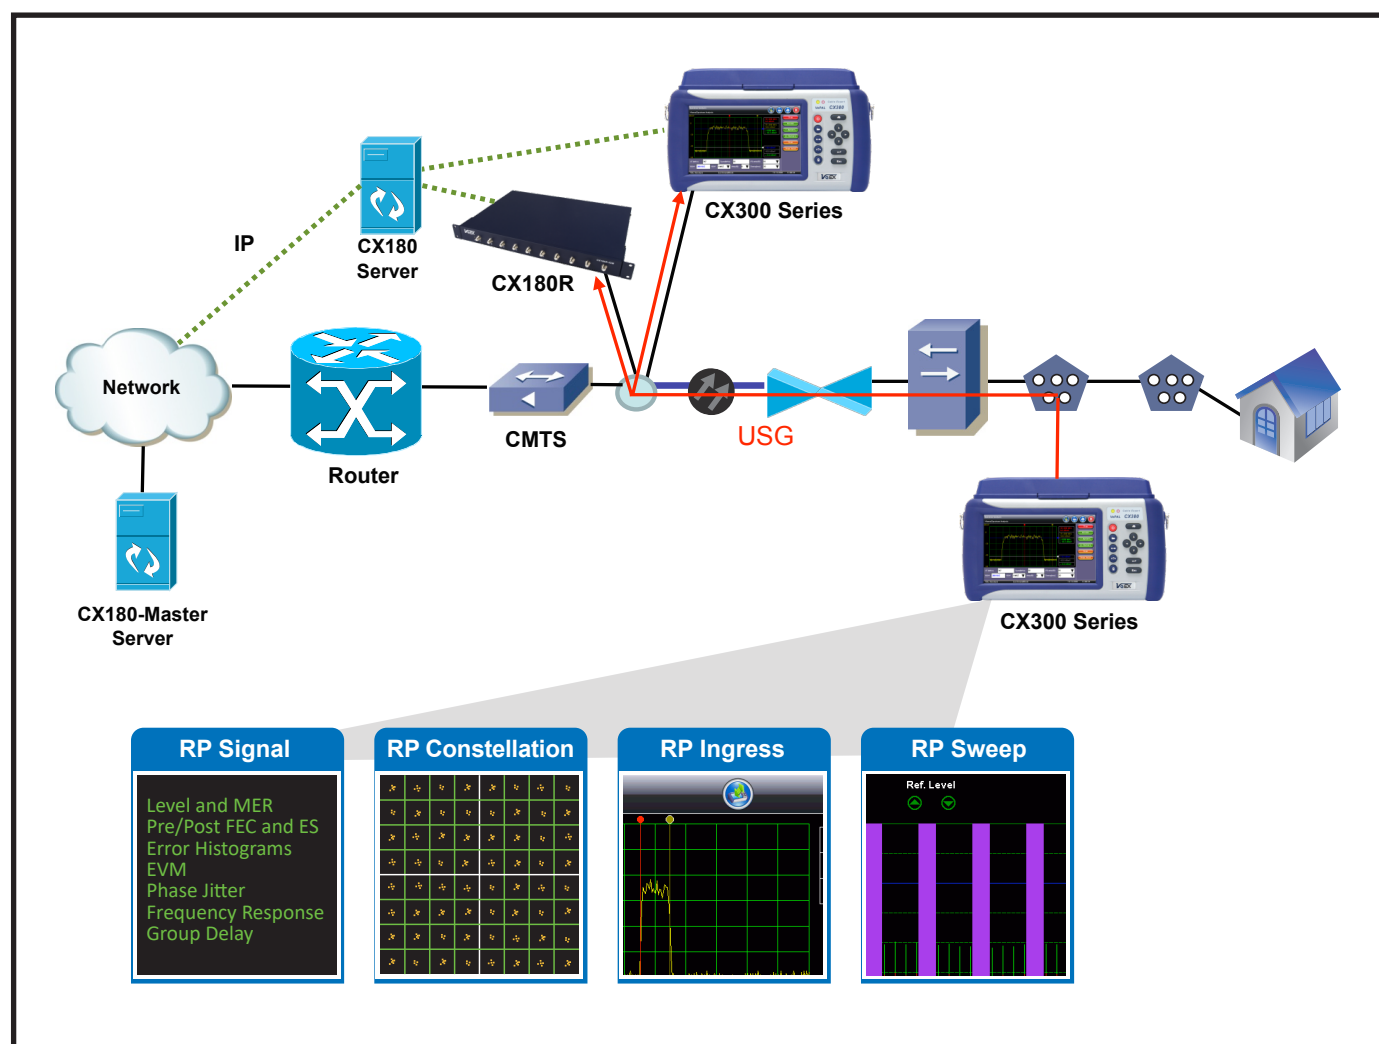 CX300 Series
IP
CX180
Server
CX180R
Network
Router
CMTS
USG
CX180-Master
Server
CX300 Series
RP Signal
Level and MER
Pre/Post FEC and ES
Error Histograms
EVM
Phase Jitter
Frequency Response
Group Delay
RP Constellation
RP Ingress
RP Sweep
Ref. Level